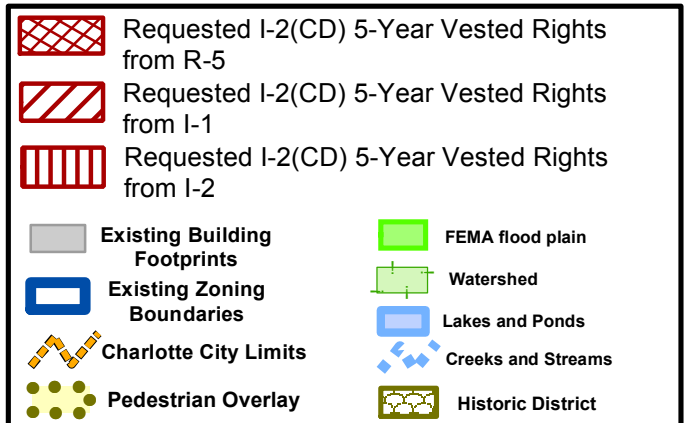 Requested I-2(CD) 5-Year Vested Rights
from R-5
Requested I-2(CD) 5-Year Vested Rights
from I-1
Requested I-2(CD) 5-Year Vested Rights
from I-2
Existing Building
Footprints
Existing Zoning
Boundaries
Charlotte City Limits
Pedestrian Overlay
FEMA flood plain
Watershed
Lakes and Ponds
Creeks and Streams
Historic District